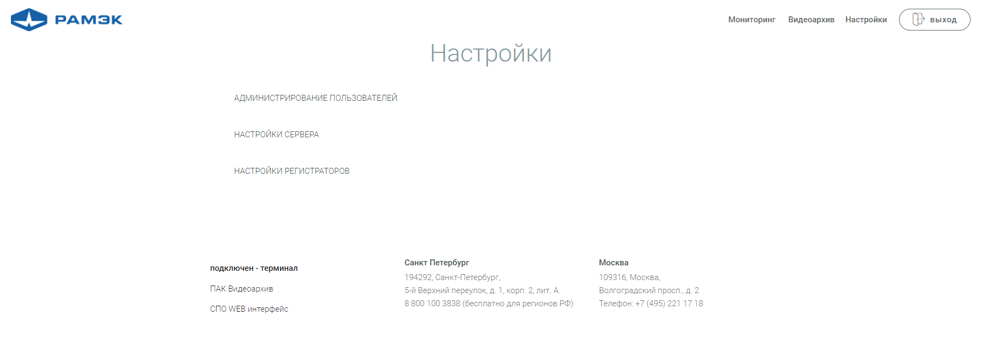 РАМЭК
Мониторинг Видеоархив Настройки выход
Настройки
АДМИНИСТРИРОВАНИЕ ПОЛЬЗОВАТЕЛЕЙ
НАСТРОЙКИ СЕРВЕРА
НАСТРОЙКИ РЕГИСТРАТОРОВ
подключен - терминал
ПАК Видеоархив
СПО WEB интерфейс
Санкт Петербург
194292, Санкт-Петербург,
5-й Верхний переулок, д. 1, корп. 2, лит. А.
8 800 100 3838 (бесплатно для регионов РФ)
Москва
109316, Москва,
Волгоградский просп., д. 2
Телефон: +7 (495) 221 17 18